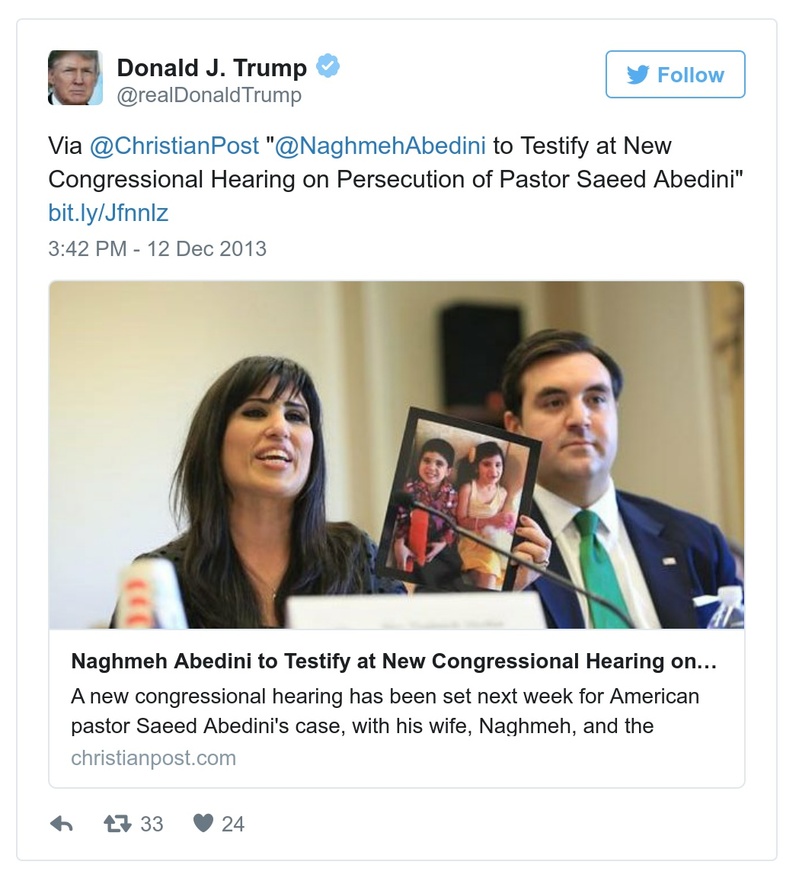 Donald J. Trump
@realDonaldTrump
Follow
Via @ChristianPost "@NaghmehAbedini to Testify at New
Congressional Hearing on Persecution of Pastor Saeed Abedini"
bit.ly/Jfnnlz
3:42 PM - 12 Dec 2013
Naghmeh Abedini to Testify at New Congressional Hearing on...
A new congressional hearing has been set next week for American
pastor Saeed Abedini's case, with his wife, Naghmeh, and the
christianpost.com
33
24